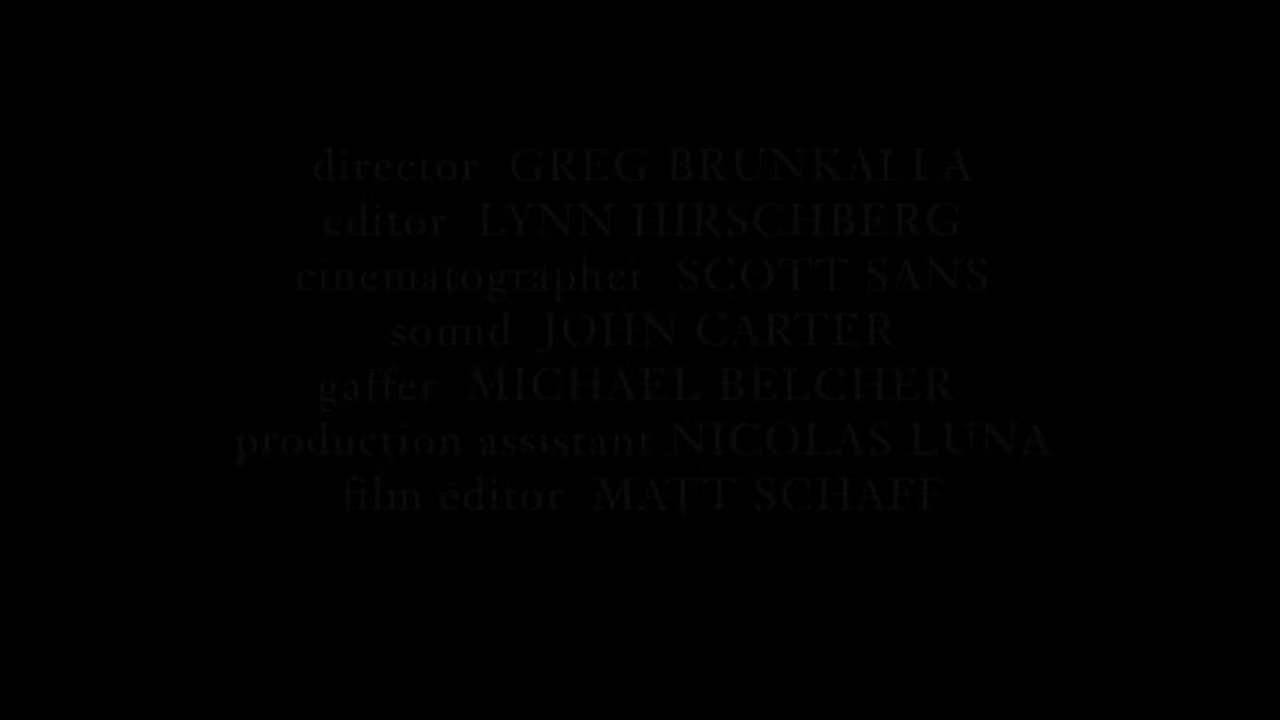 director GREG BRUNKALLA
editor LYNN HIRSCHBERG
cinematographer SCOTT SANS
sound JOHN CARTER
gaffer MICHAEL BELCHER
production assistant NICOLAS LUNA
film editor MATT SCHAFF